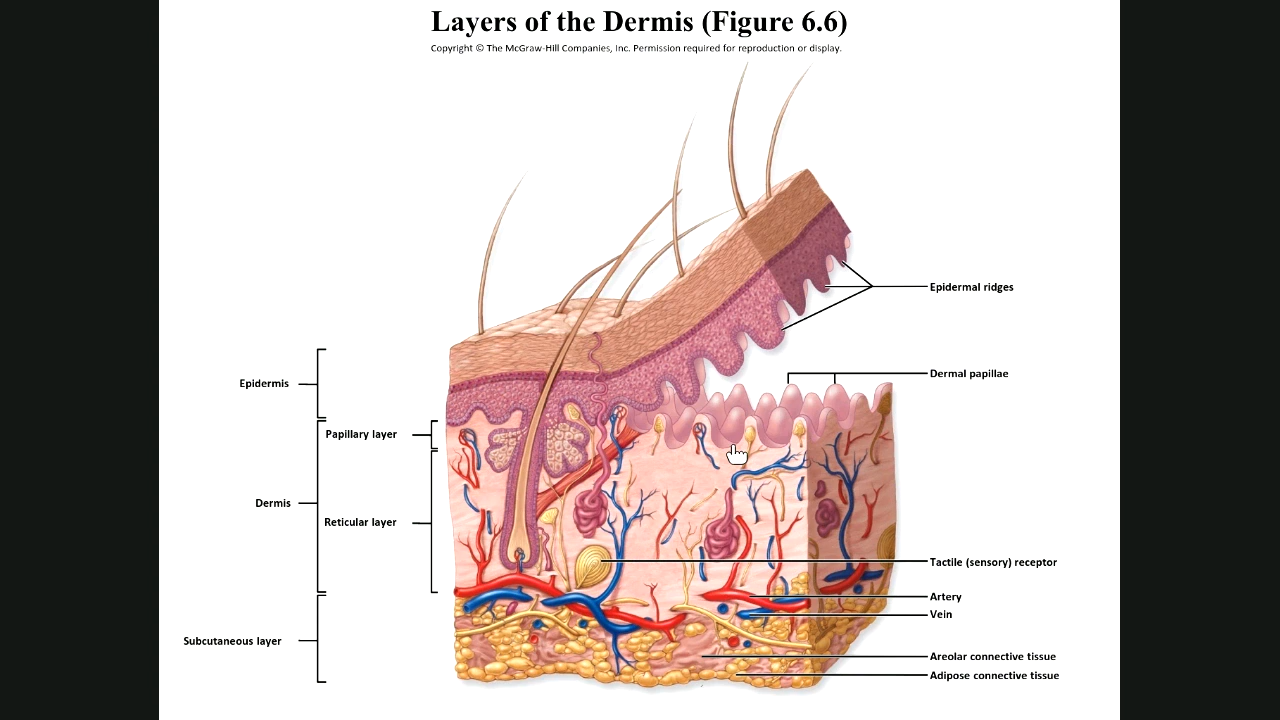 Layers of the Dermis (Figure 6.6)
Copyright © The McGraw-Hill Companies, Inc. Permission required for reproduction or display.
Epidermal ridges
Dermal papillae
Epidermis
Papillary layer
Dermis
Reticular layer
Tactile (sensory) receptor
Artery
Vein
Subcutaneous layer
Areolar connective tissue
Adipose connective tissue